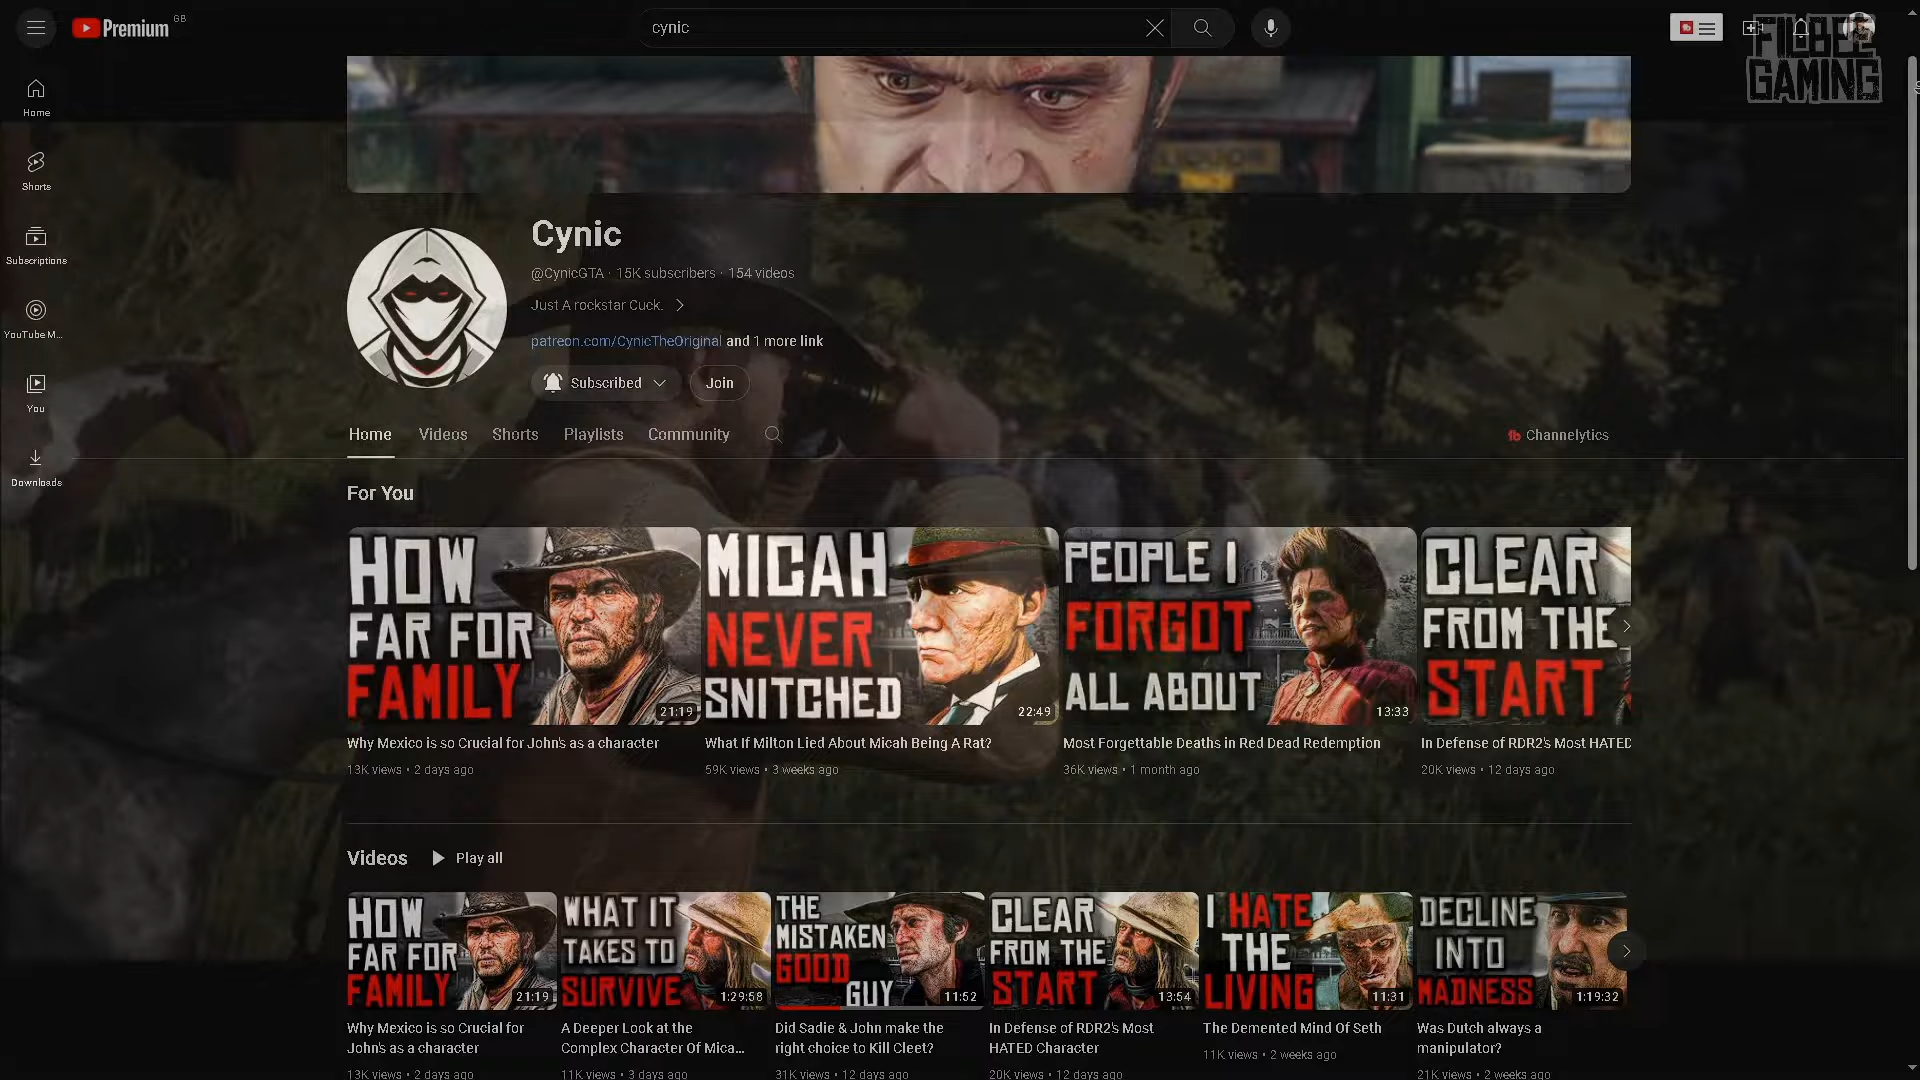 Premium GB
cynic
FILBEE
GAMING
Home
Shorts
Subscriptions
YouTube M...
You
Downloads
Cynic
@CynicGTA · 15K subscribers · 154 videos
Just A rockstar Cuck.
patreon.com/CynicTheOriginal and 1 more link
Subscribed
Join
Home Videos Shorts Playlists Community
Channelytics
For You
HOW
FAR FOR
FAMILY
21:19
MICAH
NEVER
SNITCHED
22:49
PEOPLE I
FORGOT
ALL ABOUT
13:33
CLEAR
FROM THE
START
Why Mexico is so Crucial for John's as a character
13K views • 2 days ago
What If Milton Lied About Micah Being A Rat?
59K views • 3 weeks ago
Most Forgettable Deaths in Red Dead Redemption
36K views • 1 month ago
In Defense of RDR2's Most HATED
20K views • 12 days ago
Videos Play all
HOW
FAR FOR
FAMILY
21:19
WHAT IT
TAKES TO
SURVIVE
1:29:58
THE
MISTAKEN
GOOD
GUY
11:52
CLEAR
FROM THE
START
13:54
I HATE
THE
LIVING
11:31
DECLINE
INTO
MADNESS
1:19:32
Why Mexico is so Crucial for
John's as a character
13K views • 2 days ago
A Deeper Look at the
Complex Character Of Mica...
11K views • 3 days ago
Did Sadie & John make the
right choice to Kill Cleet?
31K views • 12 days ago
In Defense of RDR2's Most
HATED Character
20K views • 12 days ago
The Demented Mind Of Seth
11K views • 2 weeks ago
Was Dutch always a
manipulator?
21K views • 2 weeks ago